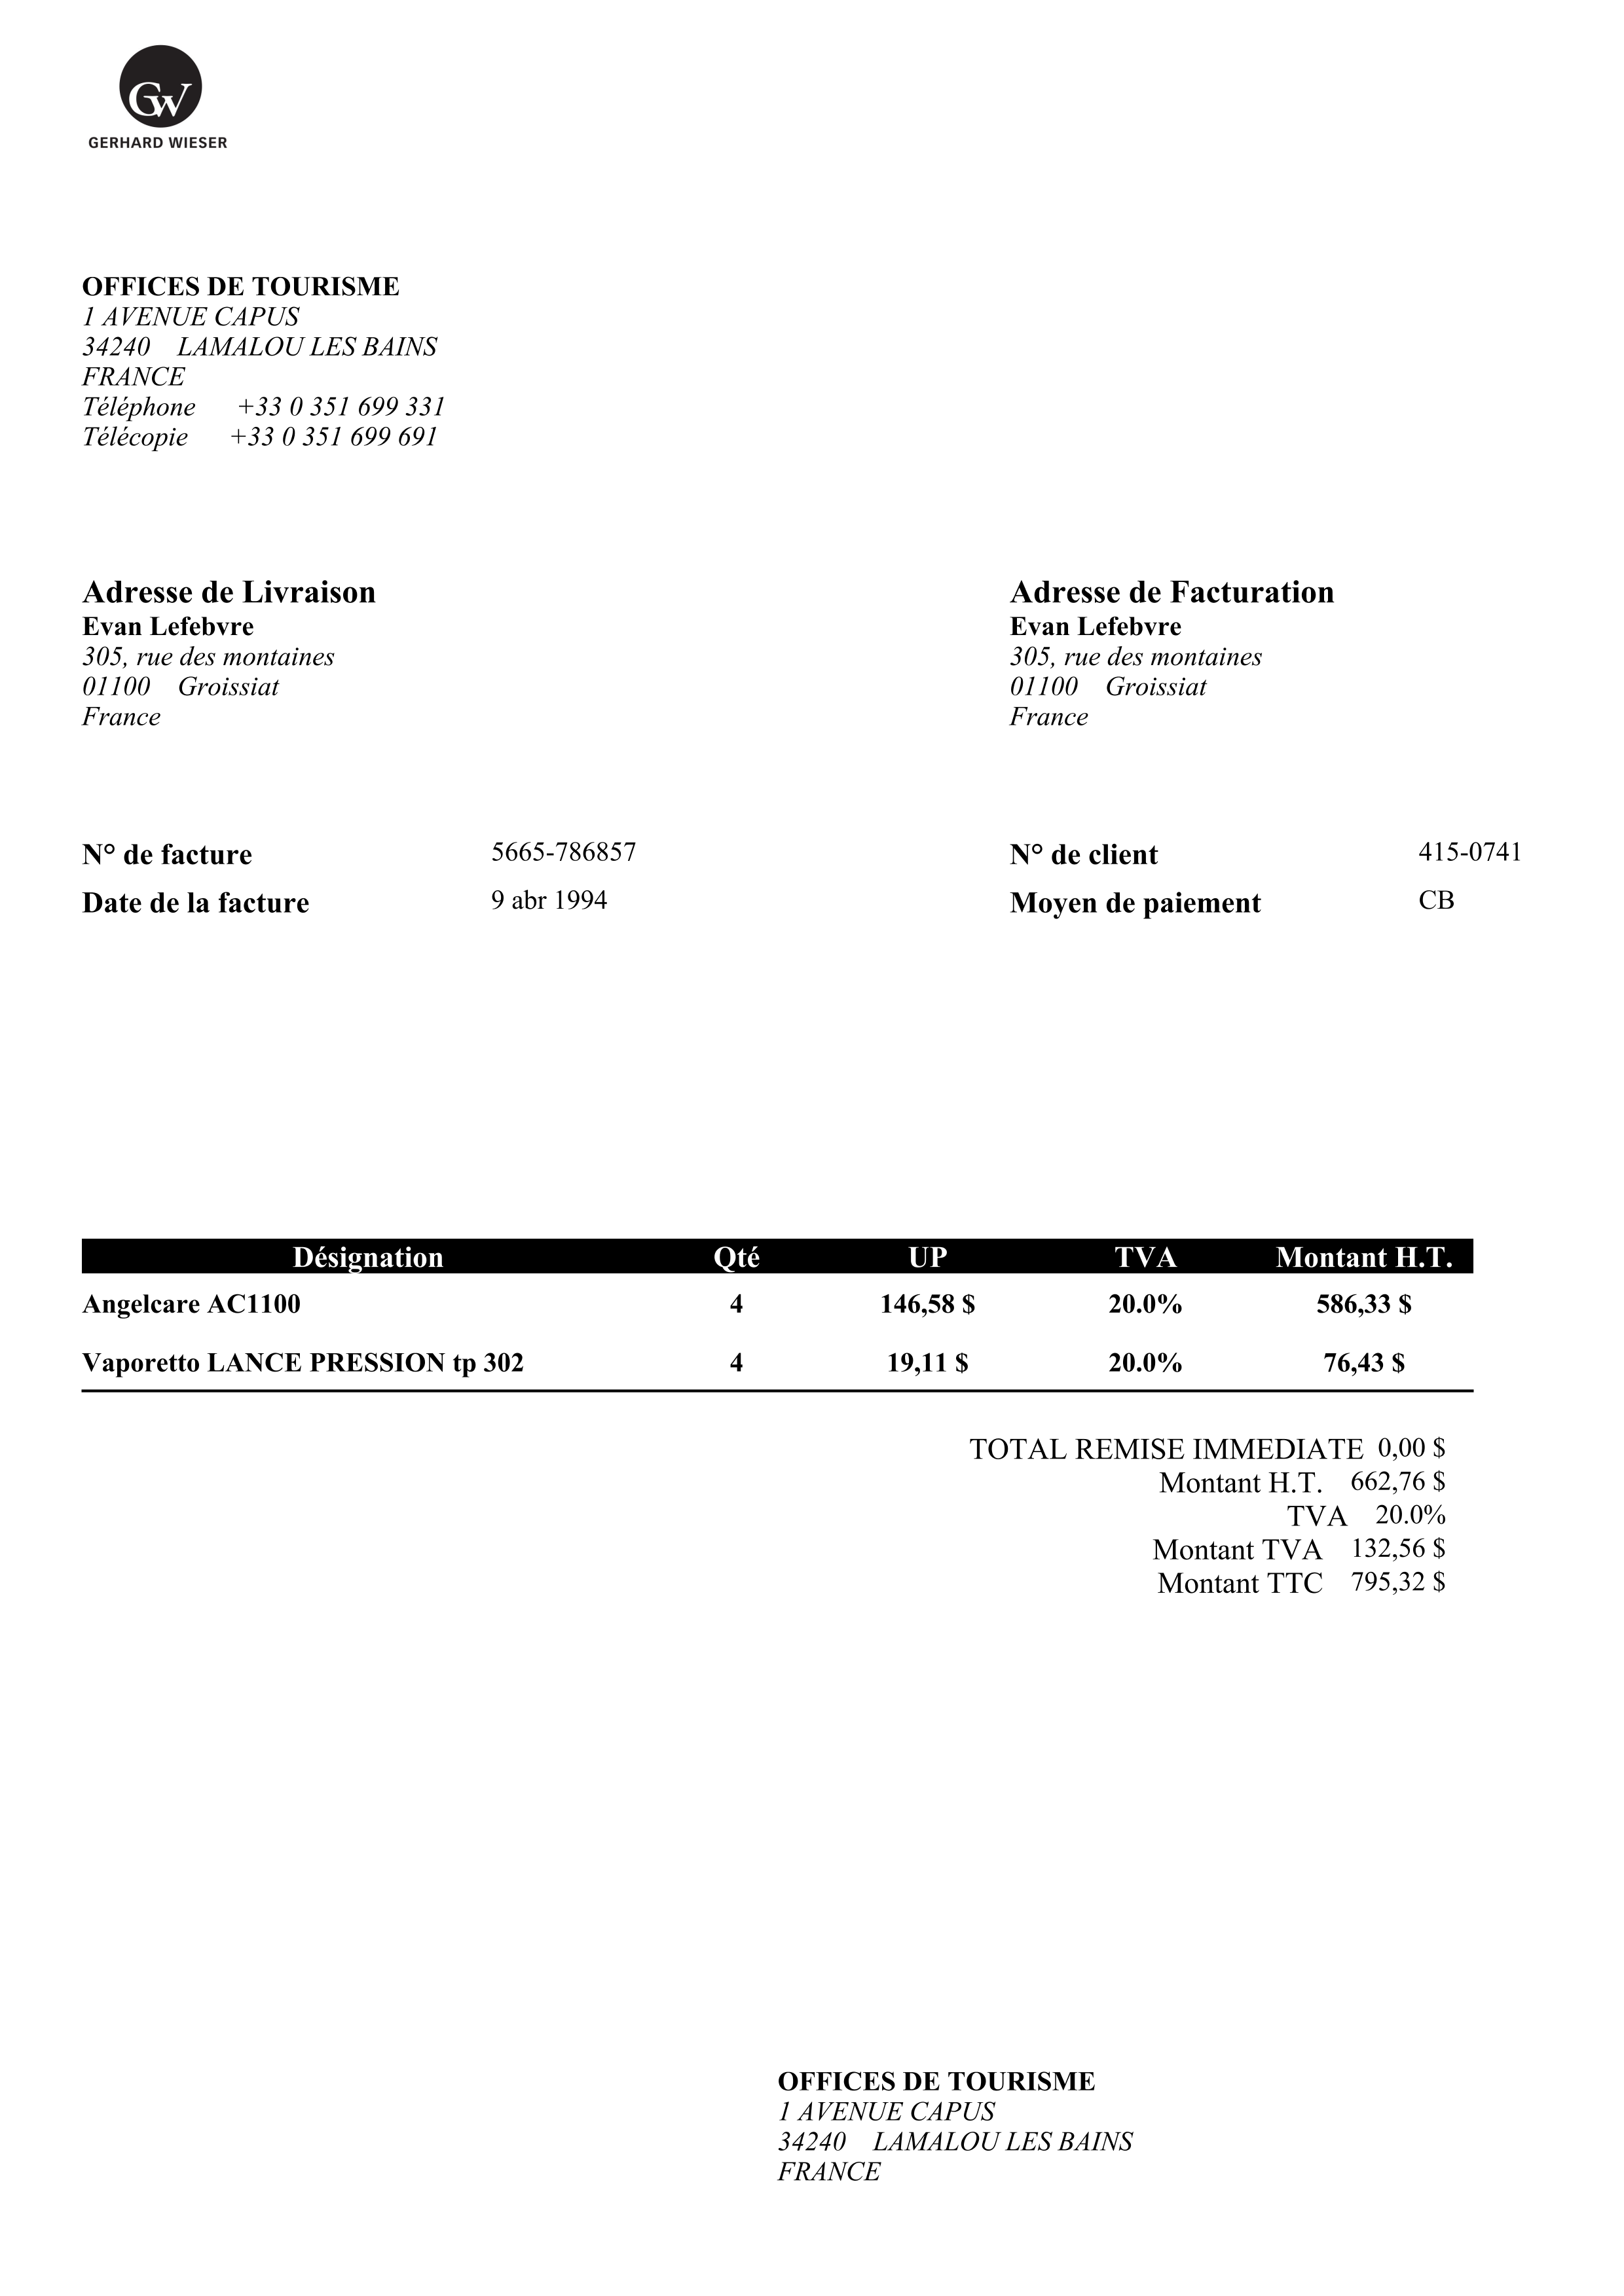 GW
GERHARD WIESER
OFFICES DE TOURISME
1 AVENUE CAPUS
34240 LAMALOU LES BAINS
FRANCE
Téléphone +33 0 351 699 331
Télécopie +33 0 351 699 691
Adresse de Livraison
Evan Lefebvre
305, rue des montaines
01100 Groissiat
France
Adresse de Facturation
Evan Lefebvre
305, rue des montaines
01100 Groissiat
France
N° de facture 5665-786857
Date de la facture 9 abr 1994
N° de client 415-0741
Moyen de paiement CB
Désignation Qté UP TVA Montant H.T.
Angelcare AC1100 4 146,58 $ 20.0% 586,33 $
Vaporetto LANCE PRESSION tp 302 4 19,11 $ 20.0% 76,43 $
TOTAL REMISE IMMEDIATE 0,00 $
Montant H.T. 662,76 $
TVA 20.0%
Montant TVA 132,56 $
Montant TTC 795,32 $
OFFICES DE TOURISME
1 AVENUE CAPUS
34240 LAMALOU LES BAINS
FRANCE